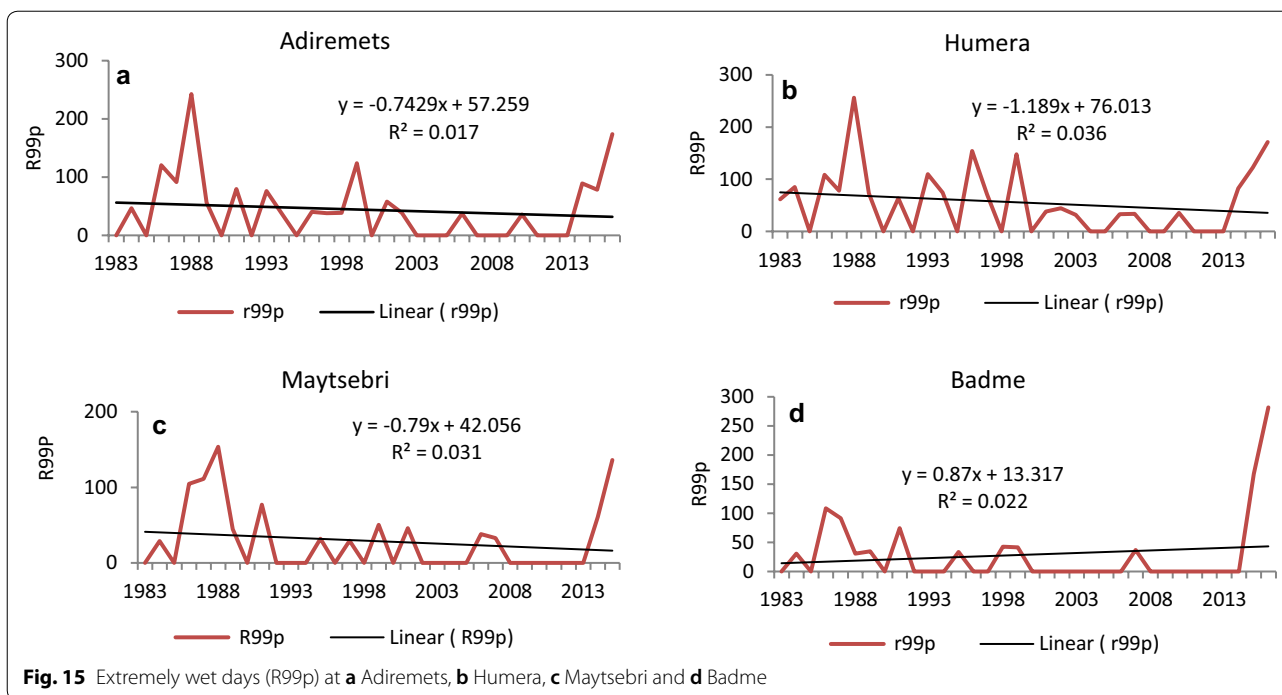 Adiremets
a
300
200
100
0
R99p
y = -0.7429x + 57.259
R² = 0.017
1983 1988 1993 1998 2003 2008 2013
r99p Linear ( r99p)
Humera
b
300
250
200
150
100
50
0
R99P
y = -1.189x + 76.013
R² = 0.036
1983 1988 1993 1998 2003 2008 2013
r99p Linear ( r99p)
Maytsebri
c
200
100
0
R99P
y = -0.79x + 42.056
R² = 0.031
1983 1988 1993 1998 2003 2008 2013
R99p Linear ( R99p)
Badme
d
300
250
200
150
100
50
0
R99p
y = 0.87x + 13.317
R² = 0.022
1983 1988 1993 1998 2003 2008 2013
r99p Linear ( r99p)
Fig. 15 Extremely wet days (R99p) at a Adiremets, b Humera, c Maytsebri and d Badme